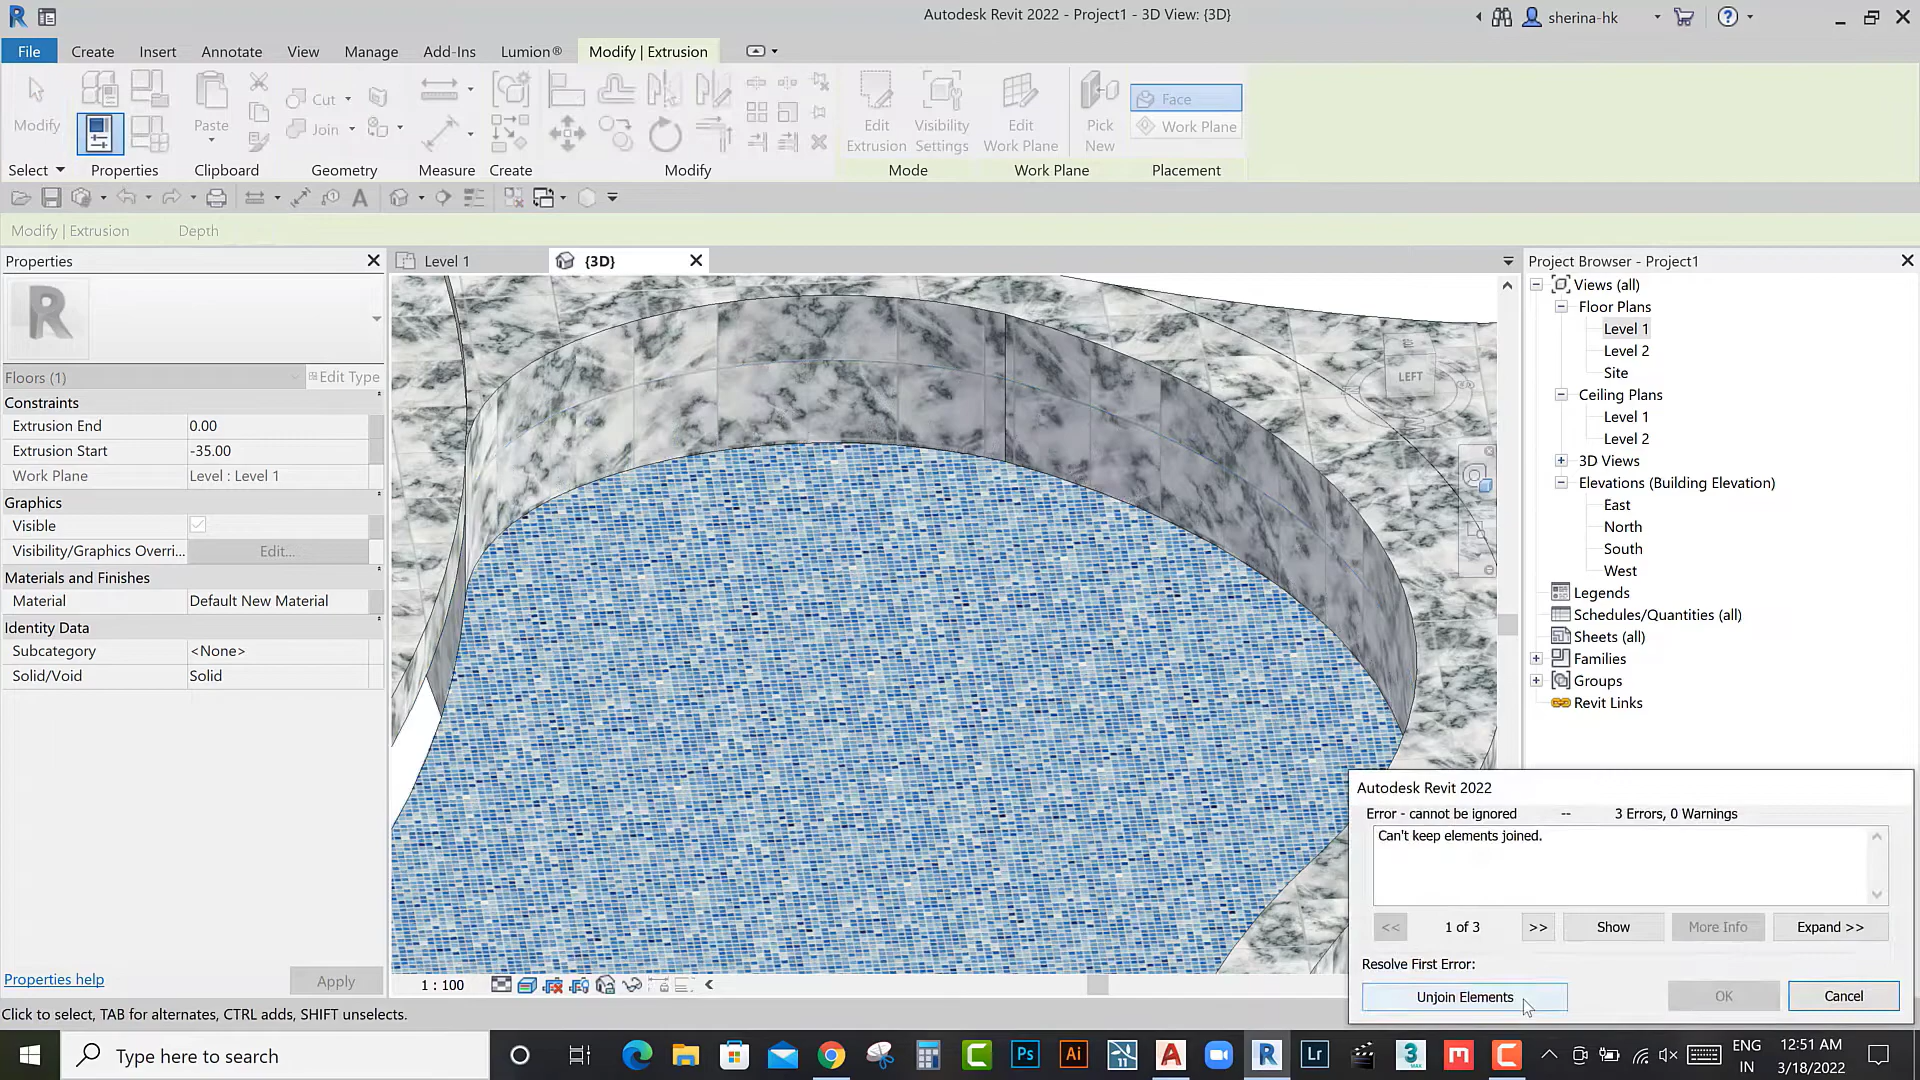 Autodesk Revit 2022 - Project1 - 3D View: {3D}
sherina-hk
File Create Insert Annotate View Manage Add-Ins Lumion® Modify | Extrusion
Modify
Paste
Cut
Join
Edit Extrusion
Visibility Settings
Edit Work Plane
Pick New
Face
Work Plane
Select Properties Clipboard Geometry Measure Create Modify Mode Work Plane Placement
Modify | Extrusion Depth
Properties
Level 1
{3D}
Project Browser - Project1
Floors (1)
Edit Type
Constraints
Extrusion End 0.00
Extrusion Start -35.00
Work Plane Level : Level 1
Graphics
Visible
Visibility/Graphics Overri... Edit...
Materials and Finishes
Material Default New Material
Identity Data
Subcategory <None>
Solid/Void Solid
Properties help
Apply
LEFT
Views (all)
Floor Plans
Level 1
Level 2
Site
Ceiling Plans
Level 1
Level 2
3D Views
Elevations (Building Elevation)
East
North
South
West
Legends
Schedules/Quantities (all)
Sheets (all)
Families
Groups
Revit Links
Autodesk Revit 2022
Error - cannot be ignored -- 3 Errors, 0 Warnings
Can't keep elements joined.
<< 1 of 3 >> Show More Info Expand >>
Resolve First Error:
Unjoin Elements OK Cancel
1 : 100
Click to select, TAB for alternates, CTRL adds, SHIFT unselects.
Type here to search
Ps
Ai
11
A
R
Lr
3
MAX
m
C
ENG
IN
12:51 AM
3/18/2022